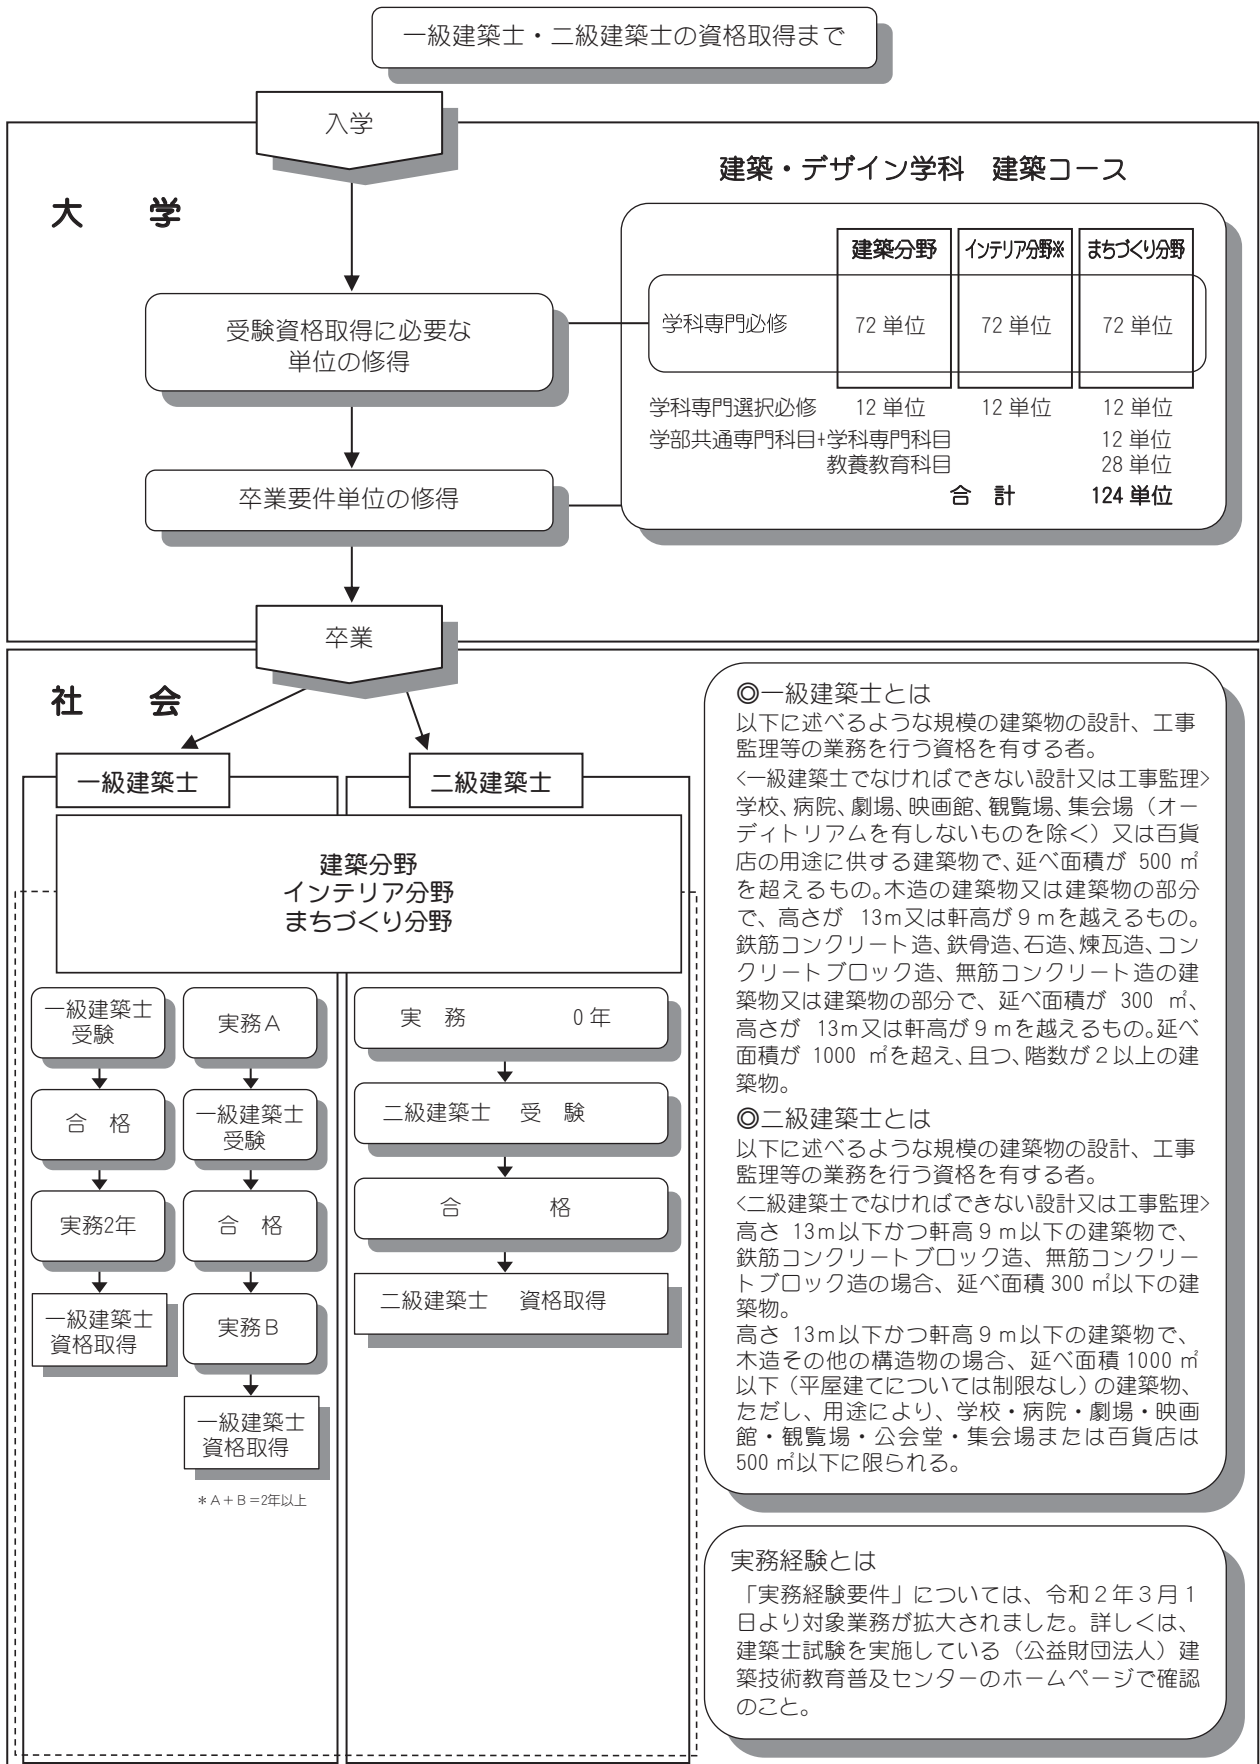 一級建築士・二級建築士の資格取得まで
入学
大　学
建築・デザイン学科　建築コース
建築分野　インテリア分野※　まちづくり分野
受験資格取得に必要な
単位の修得
学科専門必修　72 単位　72 単位　72 単位
学科専門選択必修　12 単位　12 単位　12 単位
学部共通専門科目+学科専門科目　12 単位
教養教育科目　28 単位
合　計　124 単位
卒業要件単位の修得
卒業
社　会
一級建築士
二級建築士
建築分野
インテリア分野
まちづくり分野
一級建築士
受験
合　格
実務2年
一級建築士
資格取得
実務A
一級建築士
受験
合　格
実務B
一級建築士
資格取得
＊A＋B＝2年以上
実　務　0年
二級建築士　受　験
合　格
二級建築士　資格取得
◎一級建築士とは
以下に述べるような規模の建築物の設計、工事
監理等の業務を行う資格を有する者。
<一級建築士でなければできない設計又は工事監理>
学校、病院、劇場、映画館、観覧場、集会場（オー
ディトリアムを有しないものを除く）又は百貨
店の用途に供する建築物で、延べ面積が 500 ㎡
を超えるもの。木造の建築物又は建築物の部分
で、高さが 13m又は軒高が9mを越えるもの。
鉄筋コンクリート造、鉄骨造、石造、煉瓦造、コン
クリートブロック造、無筋コンクリート造の建
築物又は建築物の部分で、延べ面積が 300 ㎡、
高さが 13m又は軒高が9mを越えるもの。延べ
面積が 1000 ㎡を超え、且つ、階数が2以上の建
築物。
◎二級建築士とは
以下に述べるような規模の建築物の設計、工事
監理等の業務を行う資格を有する者。
<二級建築士でなければできない設計又は工事監理>
高さ 13m以下かつ軒高9m以下の建築物で、
鉄筋コンクリートブロック造、無筋コンクリー
トブロック造の場合、延べ面積 300 ㎡以下の建
築物。
高さ 13m以下かつ軒高9m以下の建築物で、
木造その他の構造物の場合、延べ面積 1000 ㎡
以下（平屋建てについては制限なし）の建築物、
ただし、用途により、学校・病院・劇場・映画
館・観覧場・公会堂・集会場または百貨店は
500 ㎡以下に限られる。
実務経験とは
「実務経験要件」については、令和2年3月1
日より対象業務が拡大されました。詳しくは、
建築士試験を実施している（公益財団法人）建
築技術教育普及センターのホームページで確認
のこと。